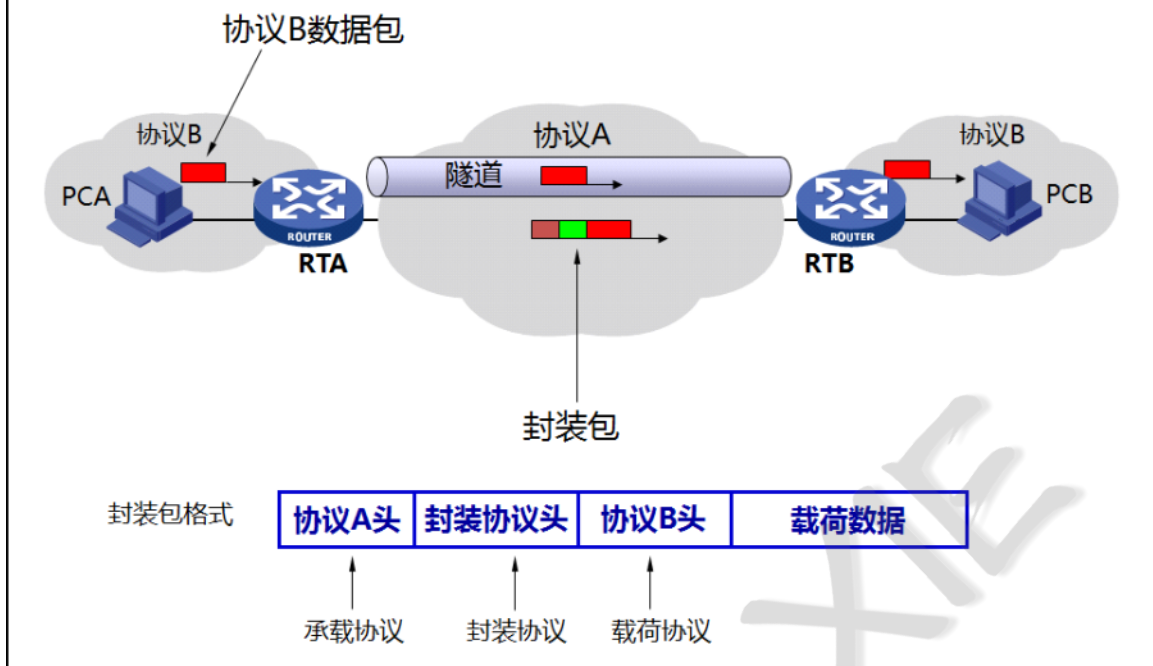 协议B数据包
协议B
协议A
协议B
隧道
PCA
PCB
ROUTER
ROUTER
RTA
RTB
封装包
封装包格式
协议A头 封装协议头 协议B头 载荷数据
承载协议 封装协议 载荷协议
XIE